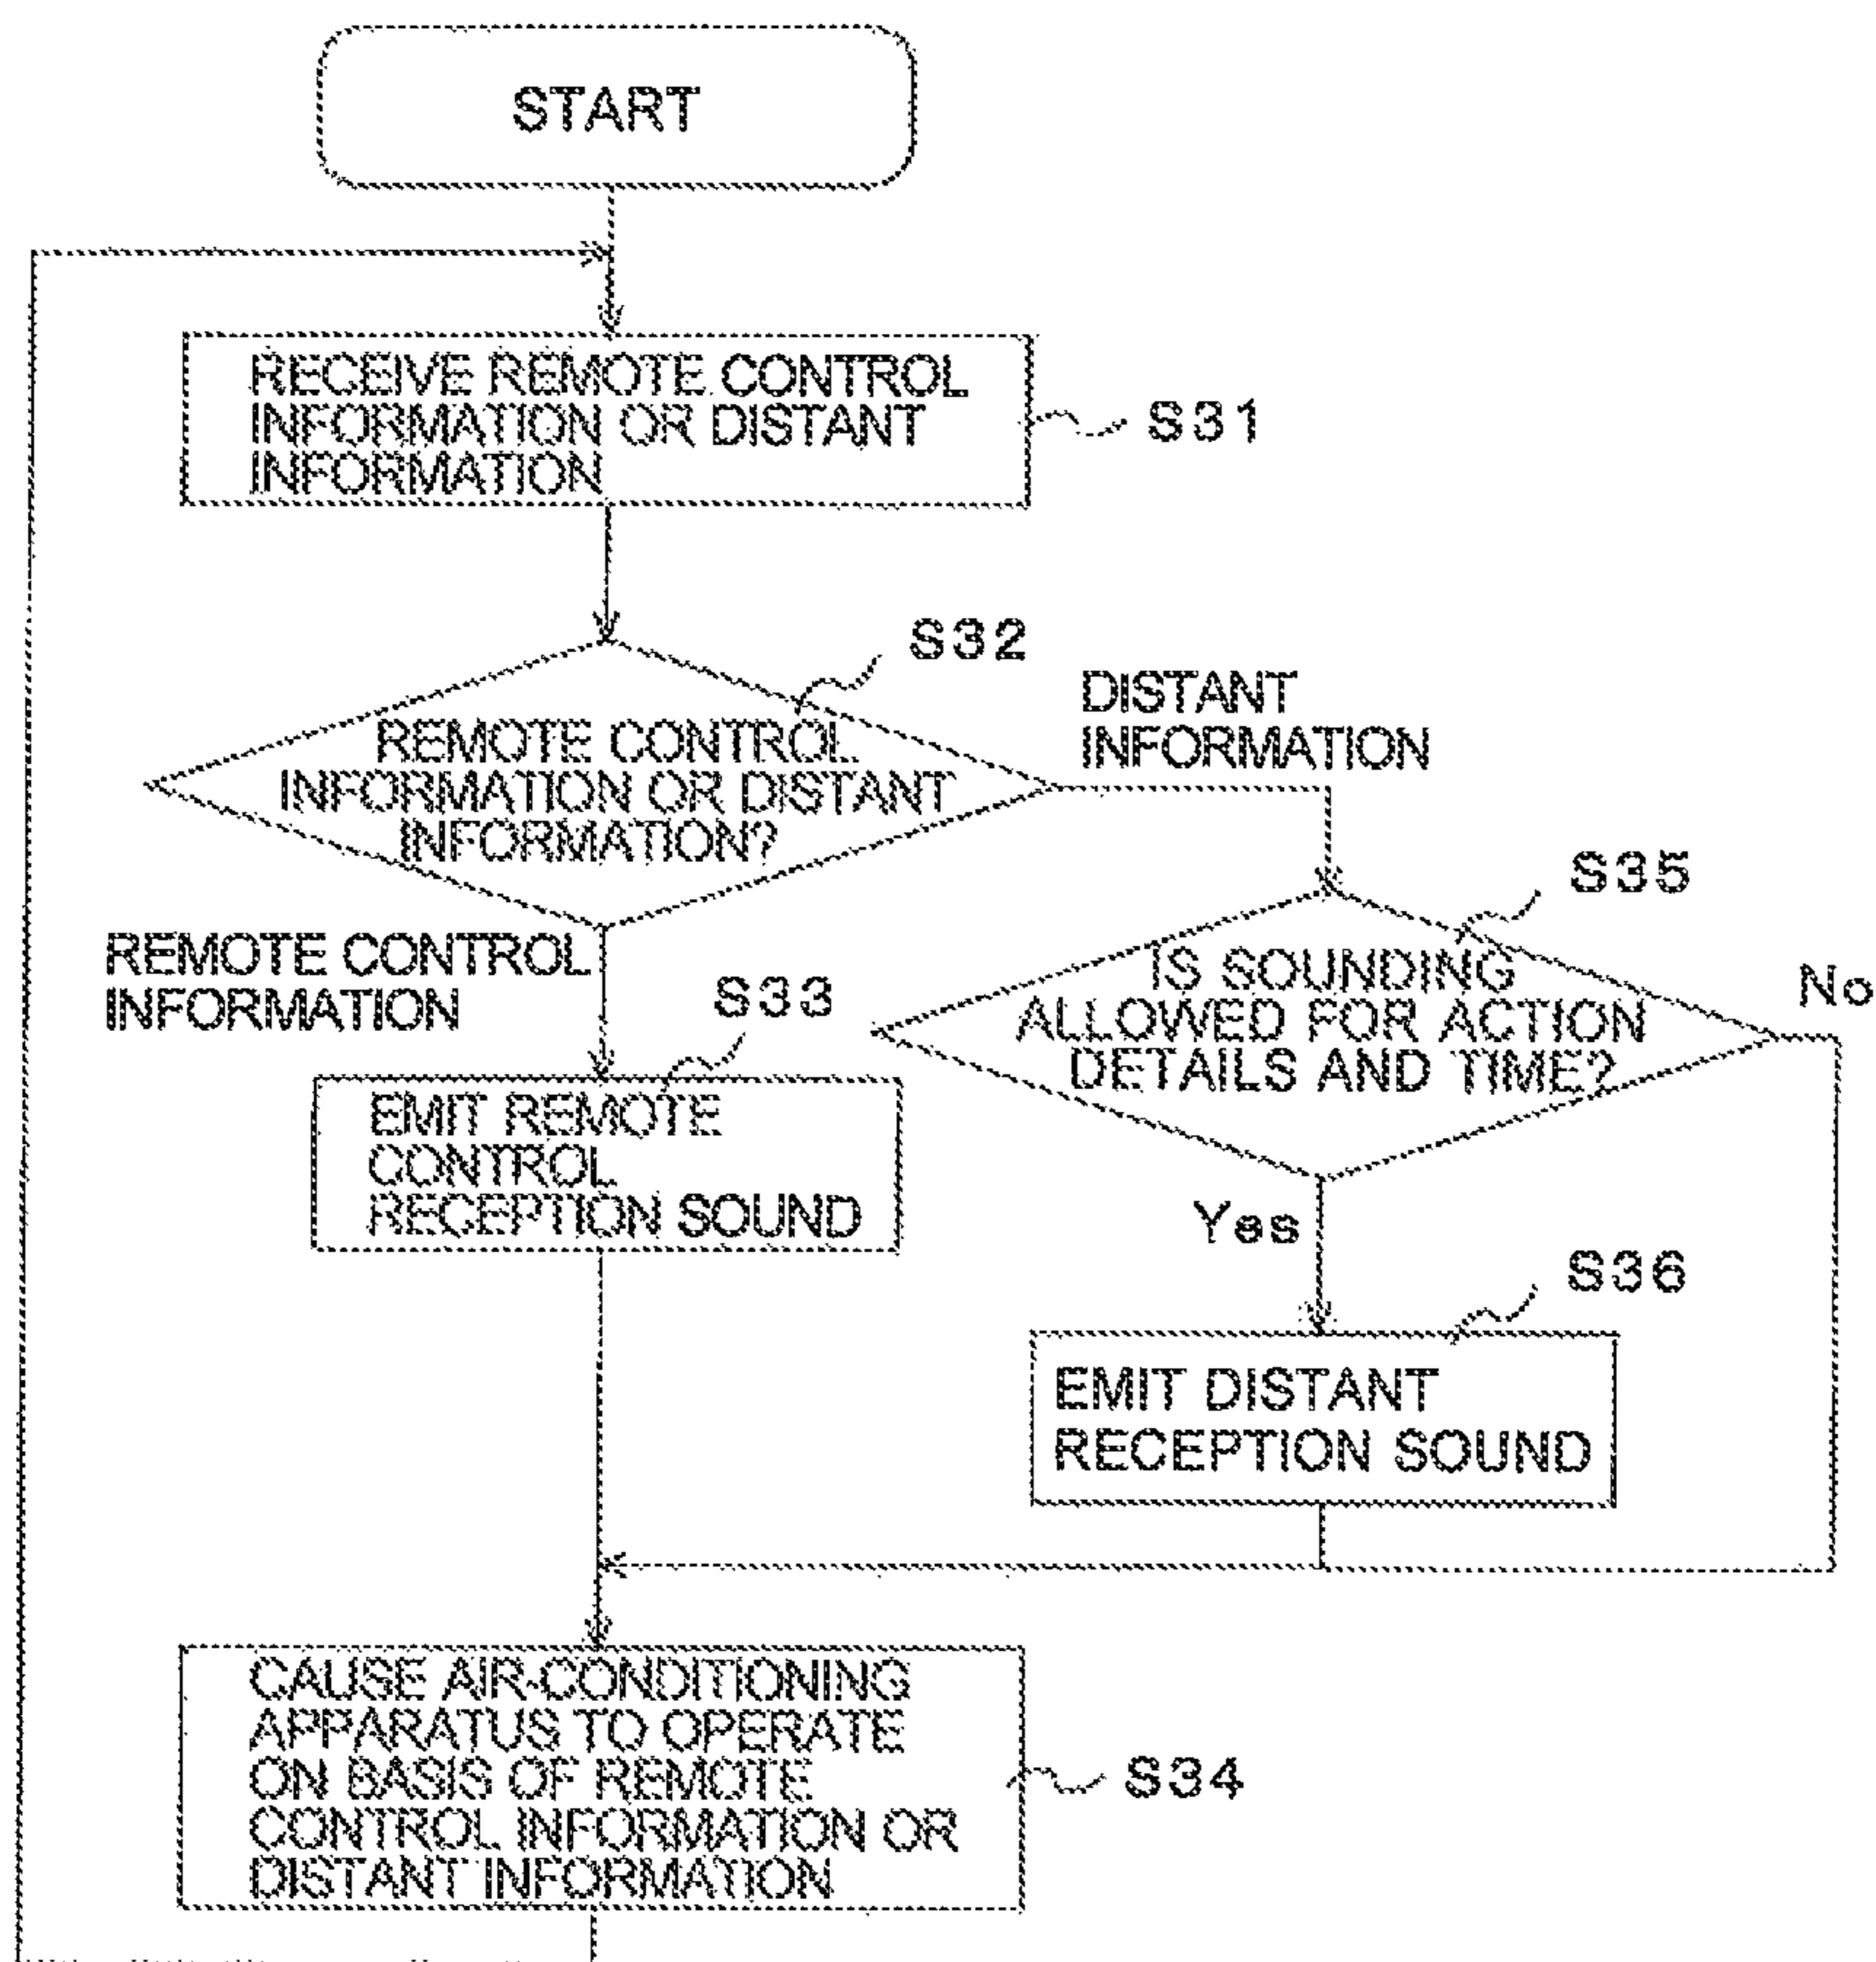 START
RECEIVE REMOTE CONTROL
INFORMATION OR DISTANT
INFORMATION
S31
S32
REMOTE CONTROL
INFORMATION OR DISTANT
INFORMATION?
DISTANT
INFORMATION
REMOTE CONTROL
INFORMATION
S33
EMIT REMOTE
CONTROL
RECEPTION SOUND
S35
IS SOUNDING
ALLOWED FOR ACTION
DETAILS AND TIME?
No
Yes
S36
EMIT DISTANT
RECEPTION SOUND
CAUSE AIR-CONDITIONING
APPARATUS TO OPERATE
ON BASIS OF REMOTE
CONTROL INFORMATION OR
DISTANT INFORMATION
S34